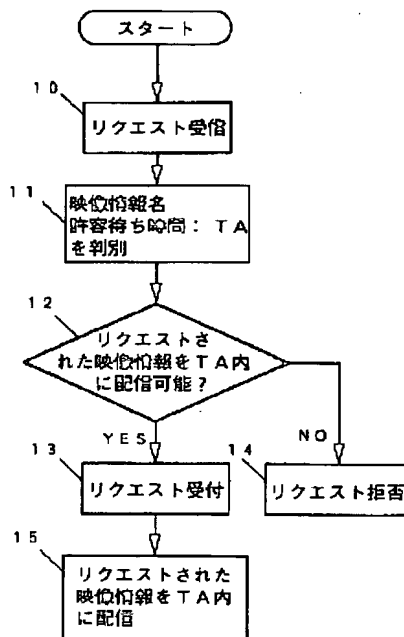 スタート
10
リクエスト受信
11
映像情報名
許容待ち時間：TA
を判別
12
リクエストさ
れた映像情報をTA内
に配信可能？
YES
NO
13
リクエスト受付
14
リクエスト拒否
15
リクエストされた
映像情報をTA内
に配信